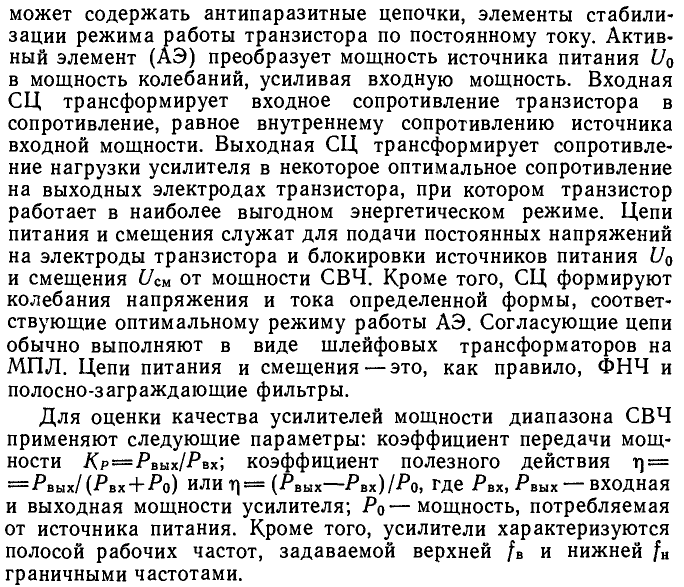 может содержать антипаразитные цепочки, элементы стабили-
зации режима работы транзистора по постоянному току. Актив-
ный элемент (АЭ) преобразует мощность источника питания U₀
в мощность колебаний, усиливая входную мощность. Входная
СЦ трансформирует входное сопротивление транзистора в
сопротивление, равное внутреннему сопротивлению источника
входной мощности. Выходная СЦ трансформирует сопротивле-
ние нагрузки усилителя в некоторое оптимальное сопротивление
на выходных электродах транзистора, при котором транзистор
работает в наиболее выгодном энергетическом режиме. Цепи
питания и смещения служат для подачи постоянных напряжений
на электроды транзистора и блокировки источников питания U₀
и смещения Uсм от мощности СВЧ. Кроме того, СЦ формируют
колебания напряжения и тока определенной формы, соответ-
ствующие оптимальному режиму работы АЭ. Согласующие цепи
обычно выполняют в виде шлейфовых трансформаторов на
МПЛ. Цепи питания и смещения — это, как правило, ФНЧ и
полосно-заграждающие фильтры.
Для оценки качества усилителей мощности диапазона СВЧ
применяют следующие параметры: коэффициент передачи мощ-
ности Kp=Pвых/Pвх; коэффициент полезного действия η=
=Pвых/(Pвх+P₀) или η=(Pвых—Pвх)/P₀, где Pвх, Pвых — входная
и выходная мощности усилителя; P₀ — мощность, потребляемая
от источника питания. Кроме того, усилители характеризуются
полосой рабочих частот, задаваемой верхней fв и нижней fн
граничными частотами.